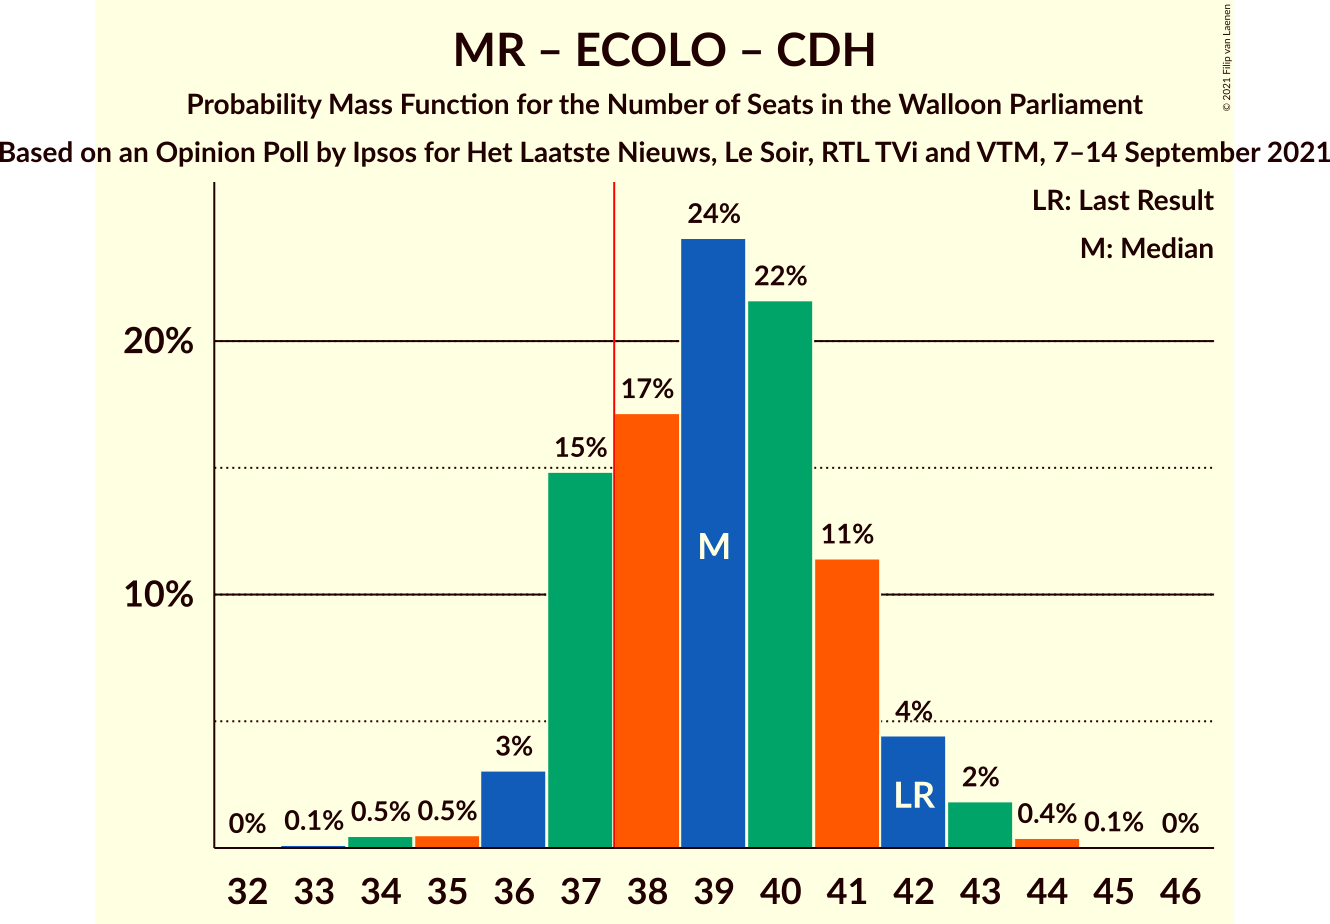 MR – ECOLO – CDH
Probability Mass Function for the Number of Seats in the Walloon Parliament
Based on an Opinion Poll by Ipsos for Het Laatste Nieuws, Le Soir, RTL TVi and VTM, 7–14 September 2021
© 2021 Filip van Laenen
LR: Last Result
M: Median
24%
22%
20%
17%
15%
M
11%
10%
4%
3%
2%
LR
0%
0.1%
0.5%
0.5%
0.4%
0.1%
0%
32 33 34 35 36 37 38 39 40 41 42 43 44 45 46